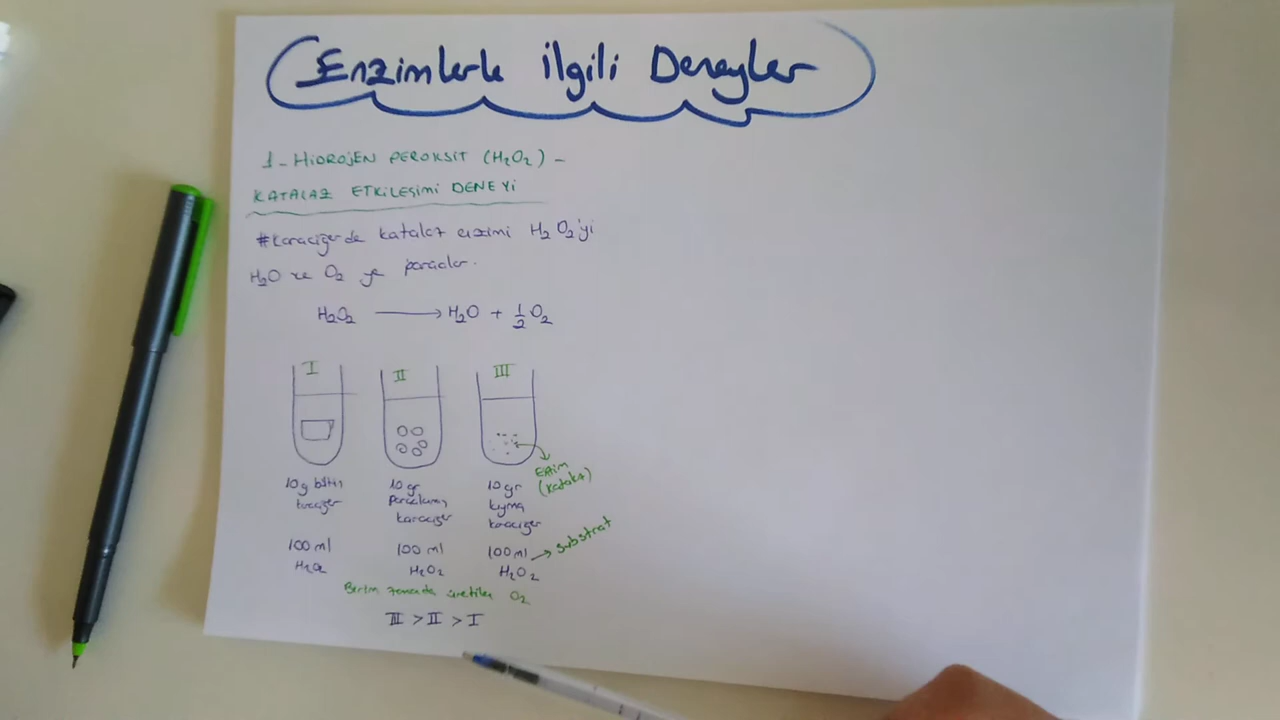 Enzimlerle ilgili Deneyler
1- HİDROJEN PEROKSİT (H₂O₂) -
KATALAZ ETKİLEŞİMİ DENEYİ
#Karaciğerde katalaz enzimi H₂O₂'yi
H₂O ve O₂ ye parçalar.
H₂O₂ → H₂O + 1/2 O₂
I II III
Enzim
(Katalaz)
10g bütün
karaciğer
10 gr
parçalanmış
karaciğer
10 gr
kıyma
karaciğer
100 ml
H₂O₂
100 ml
H₂O₂
100 ml → substrat
H₂O₂
Birim zamanda üretilen O₂
III > II > I